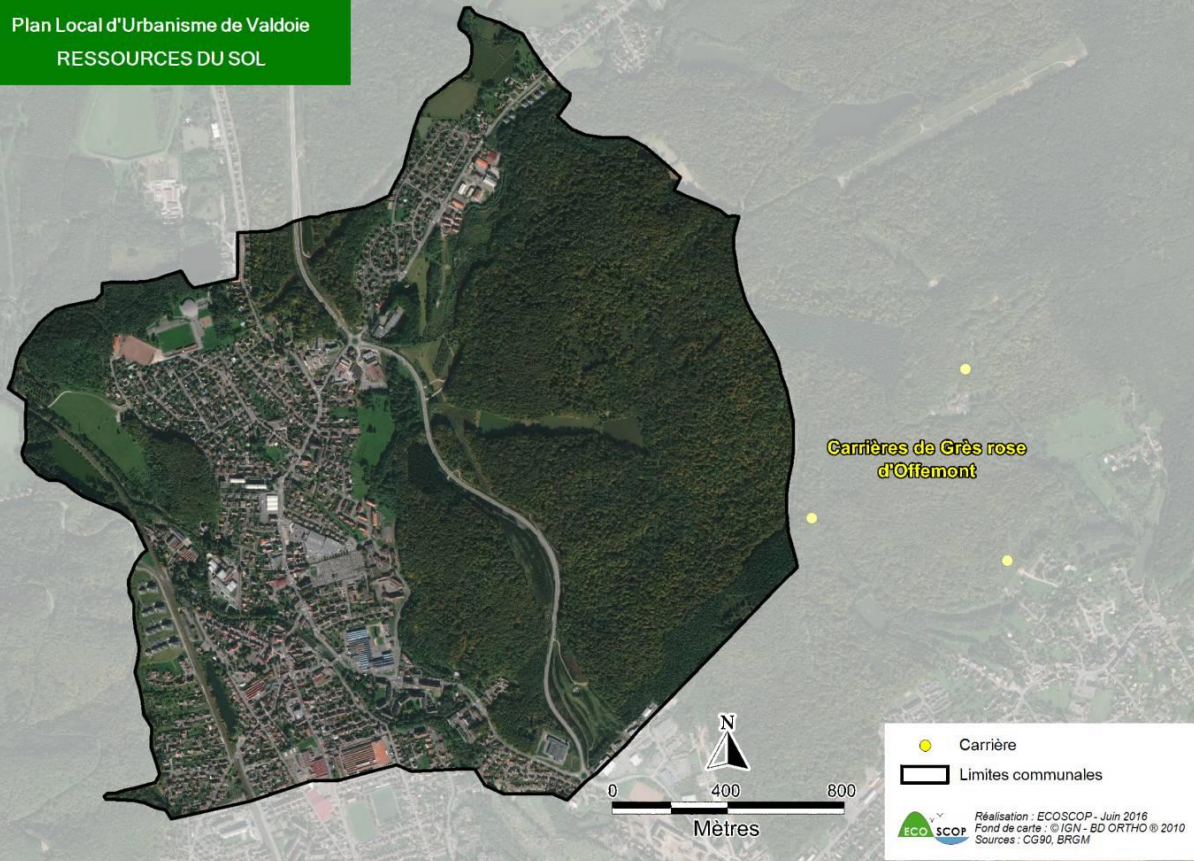 Plan Local d'Urbanisme de Valdoie
RESSOURCES DU SOL
Carrières de Grès rose
d'Offemont
N
0 400 800
Mètres
Carrière
Limites communales
ECO SCOP
Réalisation : ECOSCOP - Juin 2016
Fond de carte : © IGN - BD ORTHO ® 2010
Sources : CG90, BRGM